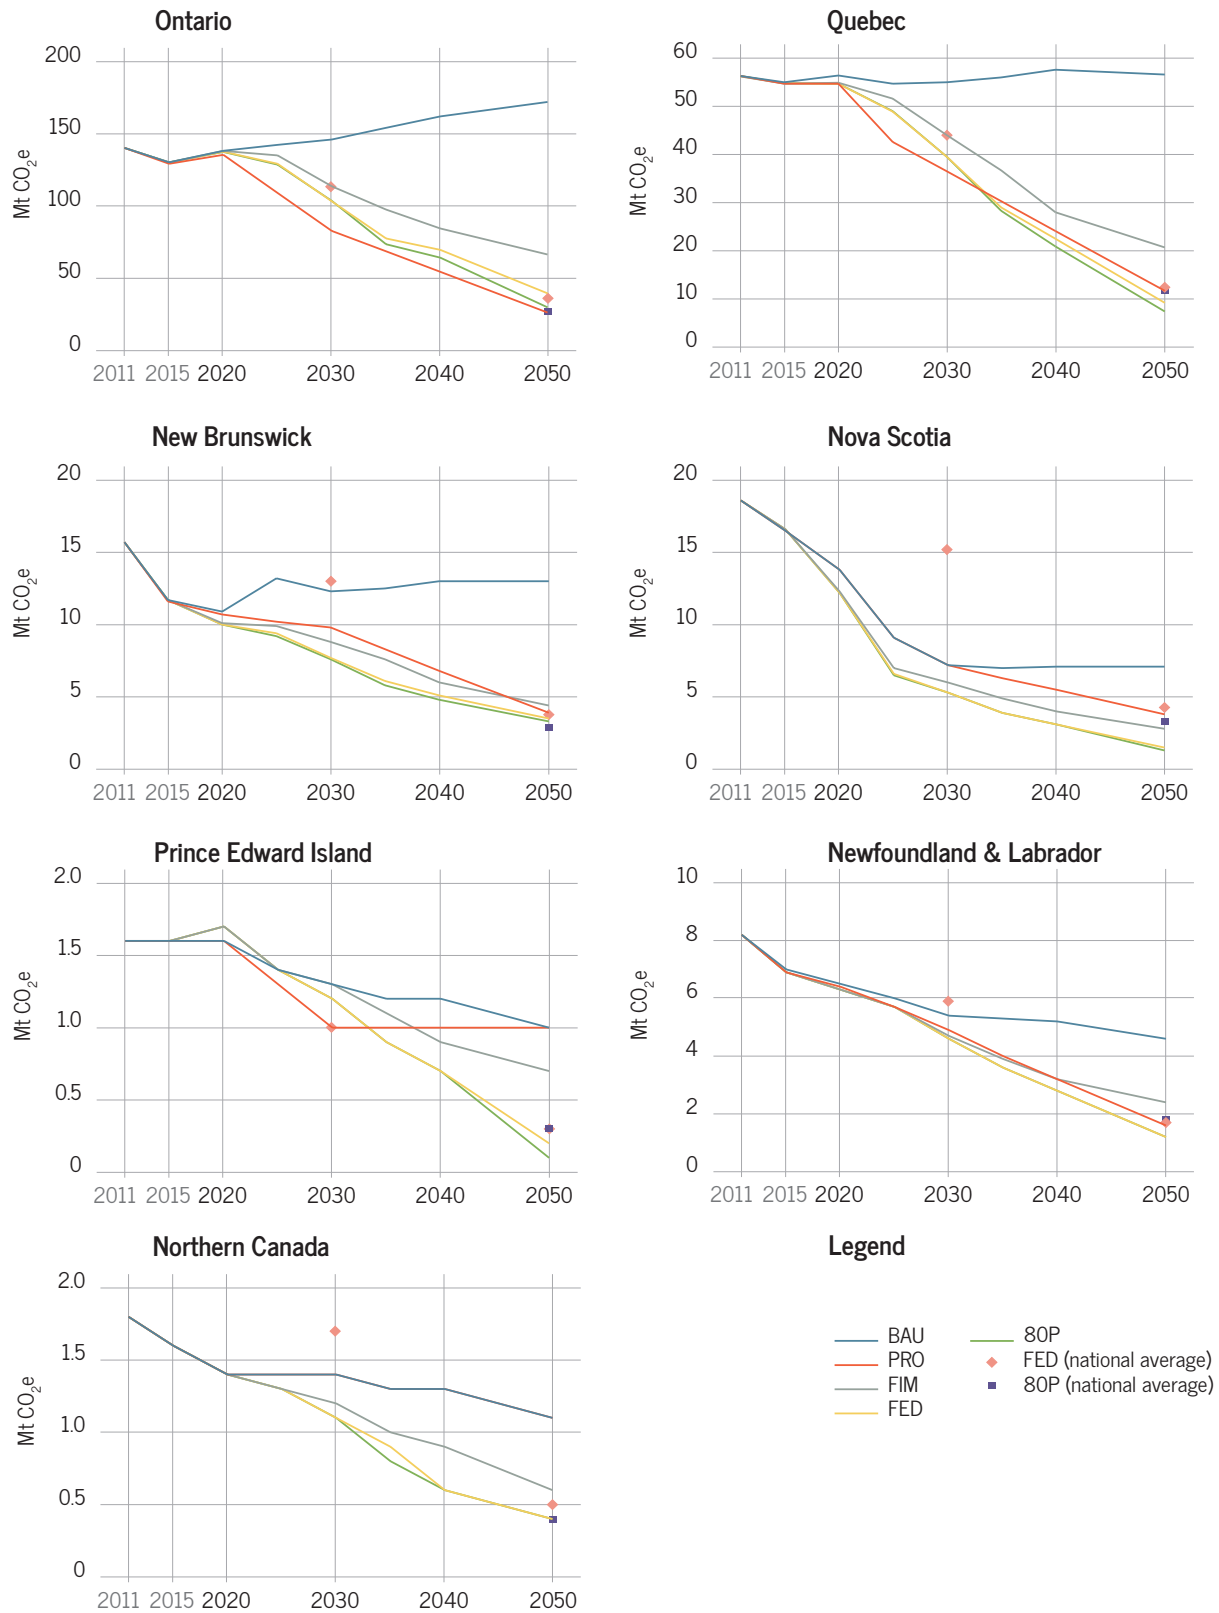 Ontario
200
150
100
50
0
Mt CO2e
2011 2015 2020 2030 2040 2050
Quebec
60
50
40
30
20
10
0
Mt CO2e
2011 2015 2020 2030 2040 2050
New Brunswick
20
15
10
5
0
Mt CO2e
2011 2015 2020 2030 2040 2050
Nova Scotia
20
15
10
5
0
Mt CO2e
2011 2015 2020 2030 2040 2050
Prince Edward Island
2.0
1.5
1.0
0.5
0
Mt CO2e
2011 2015 2020 2030 2040 2050
Newfoundland & Labrador
10
8
6
4
2
0
Mt CO2e
2011 2015 2020 2030 2040 2050
Northern Canada
2.0
1.5
1.0
0.5
0
Mt CO2e
2011 2015 2020 2030 2040 2050
Legend
BAU
PRO
FIM
FED
80P
FED (national average)
80P (national average)